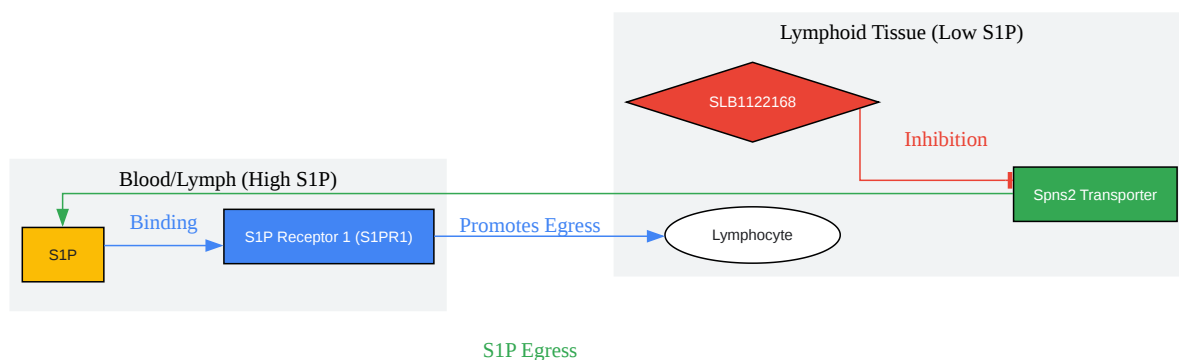 Lymphoid Tissue (Low S1P)
SLB1122168
Inhibition
Blood/Lymph (High S1P)
Spns2 Transporter
Binding
Promotes Egress
S1P Receptor 1 (S1PR1)
Lymphocyte
S1P
S1P Egress